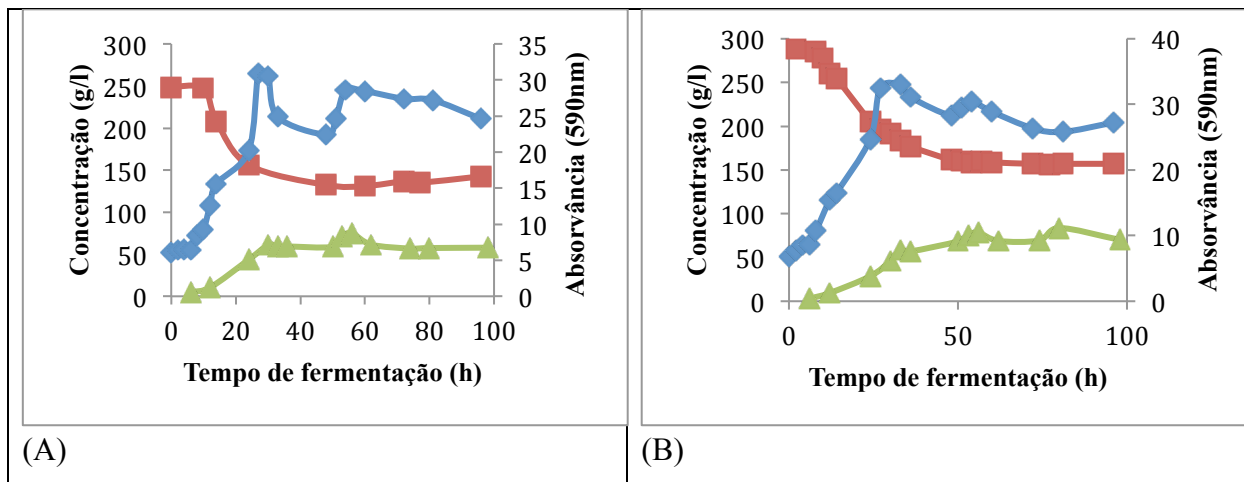 Concentração (g/l)
300
250
200
150
100
50
0
0 20 40 60 80 100
Tempo de fermentação (h)
35
30
25
20
15
10
5
0
Absorvância (590nm)
(A)
Concentração (g/l)
300
250
200
150
100
50
0
0 50 100
Tempo de fermentação (h)
40
30
20
10
0
Absorvância (590nm)
(B)